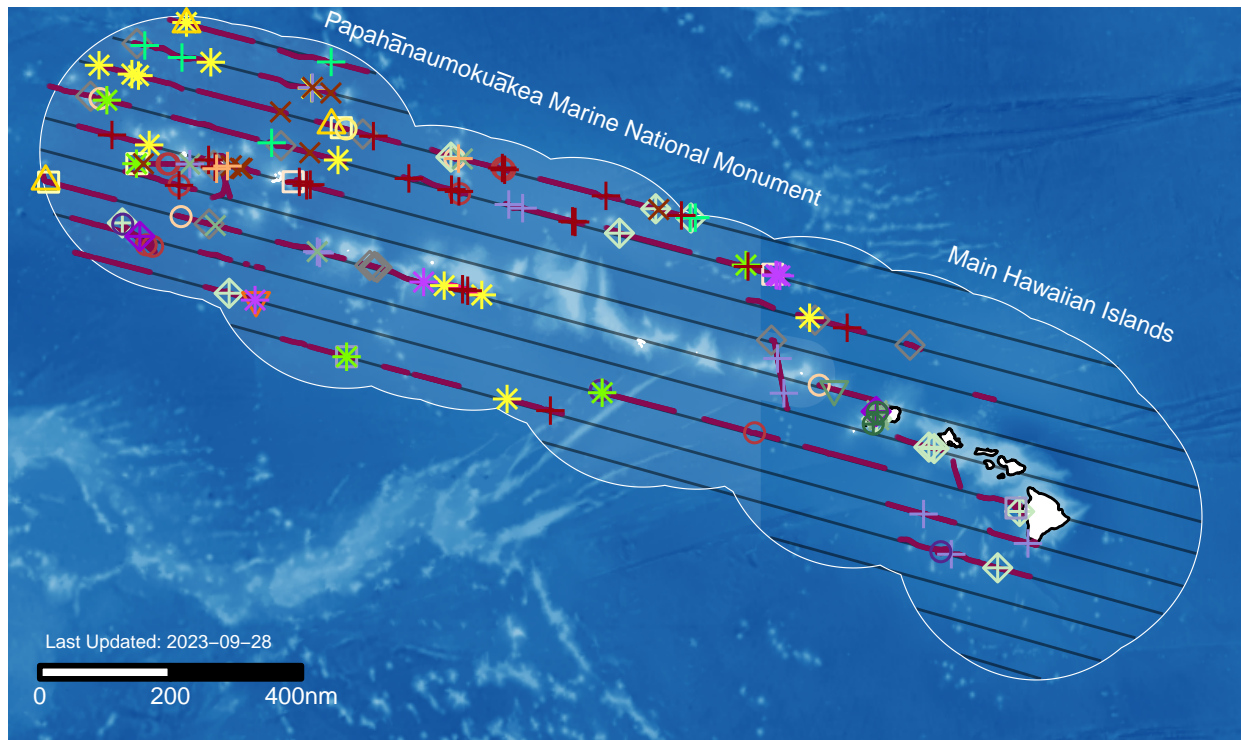 Papahānaumokuākea Marine National Monument
Main Hawaiian Islands
Last Updated: 2023−09−28
0 200 400nm